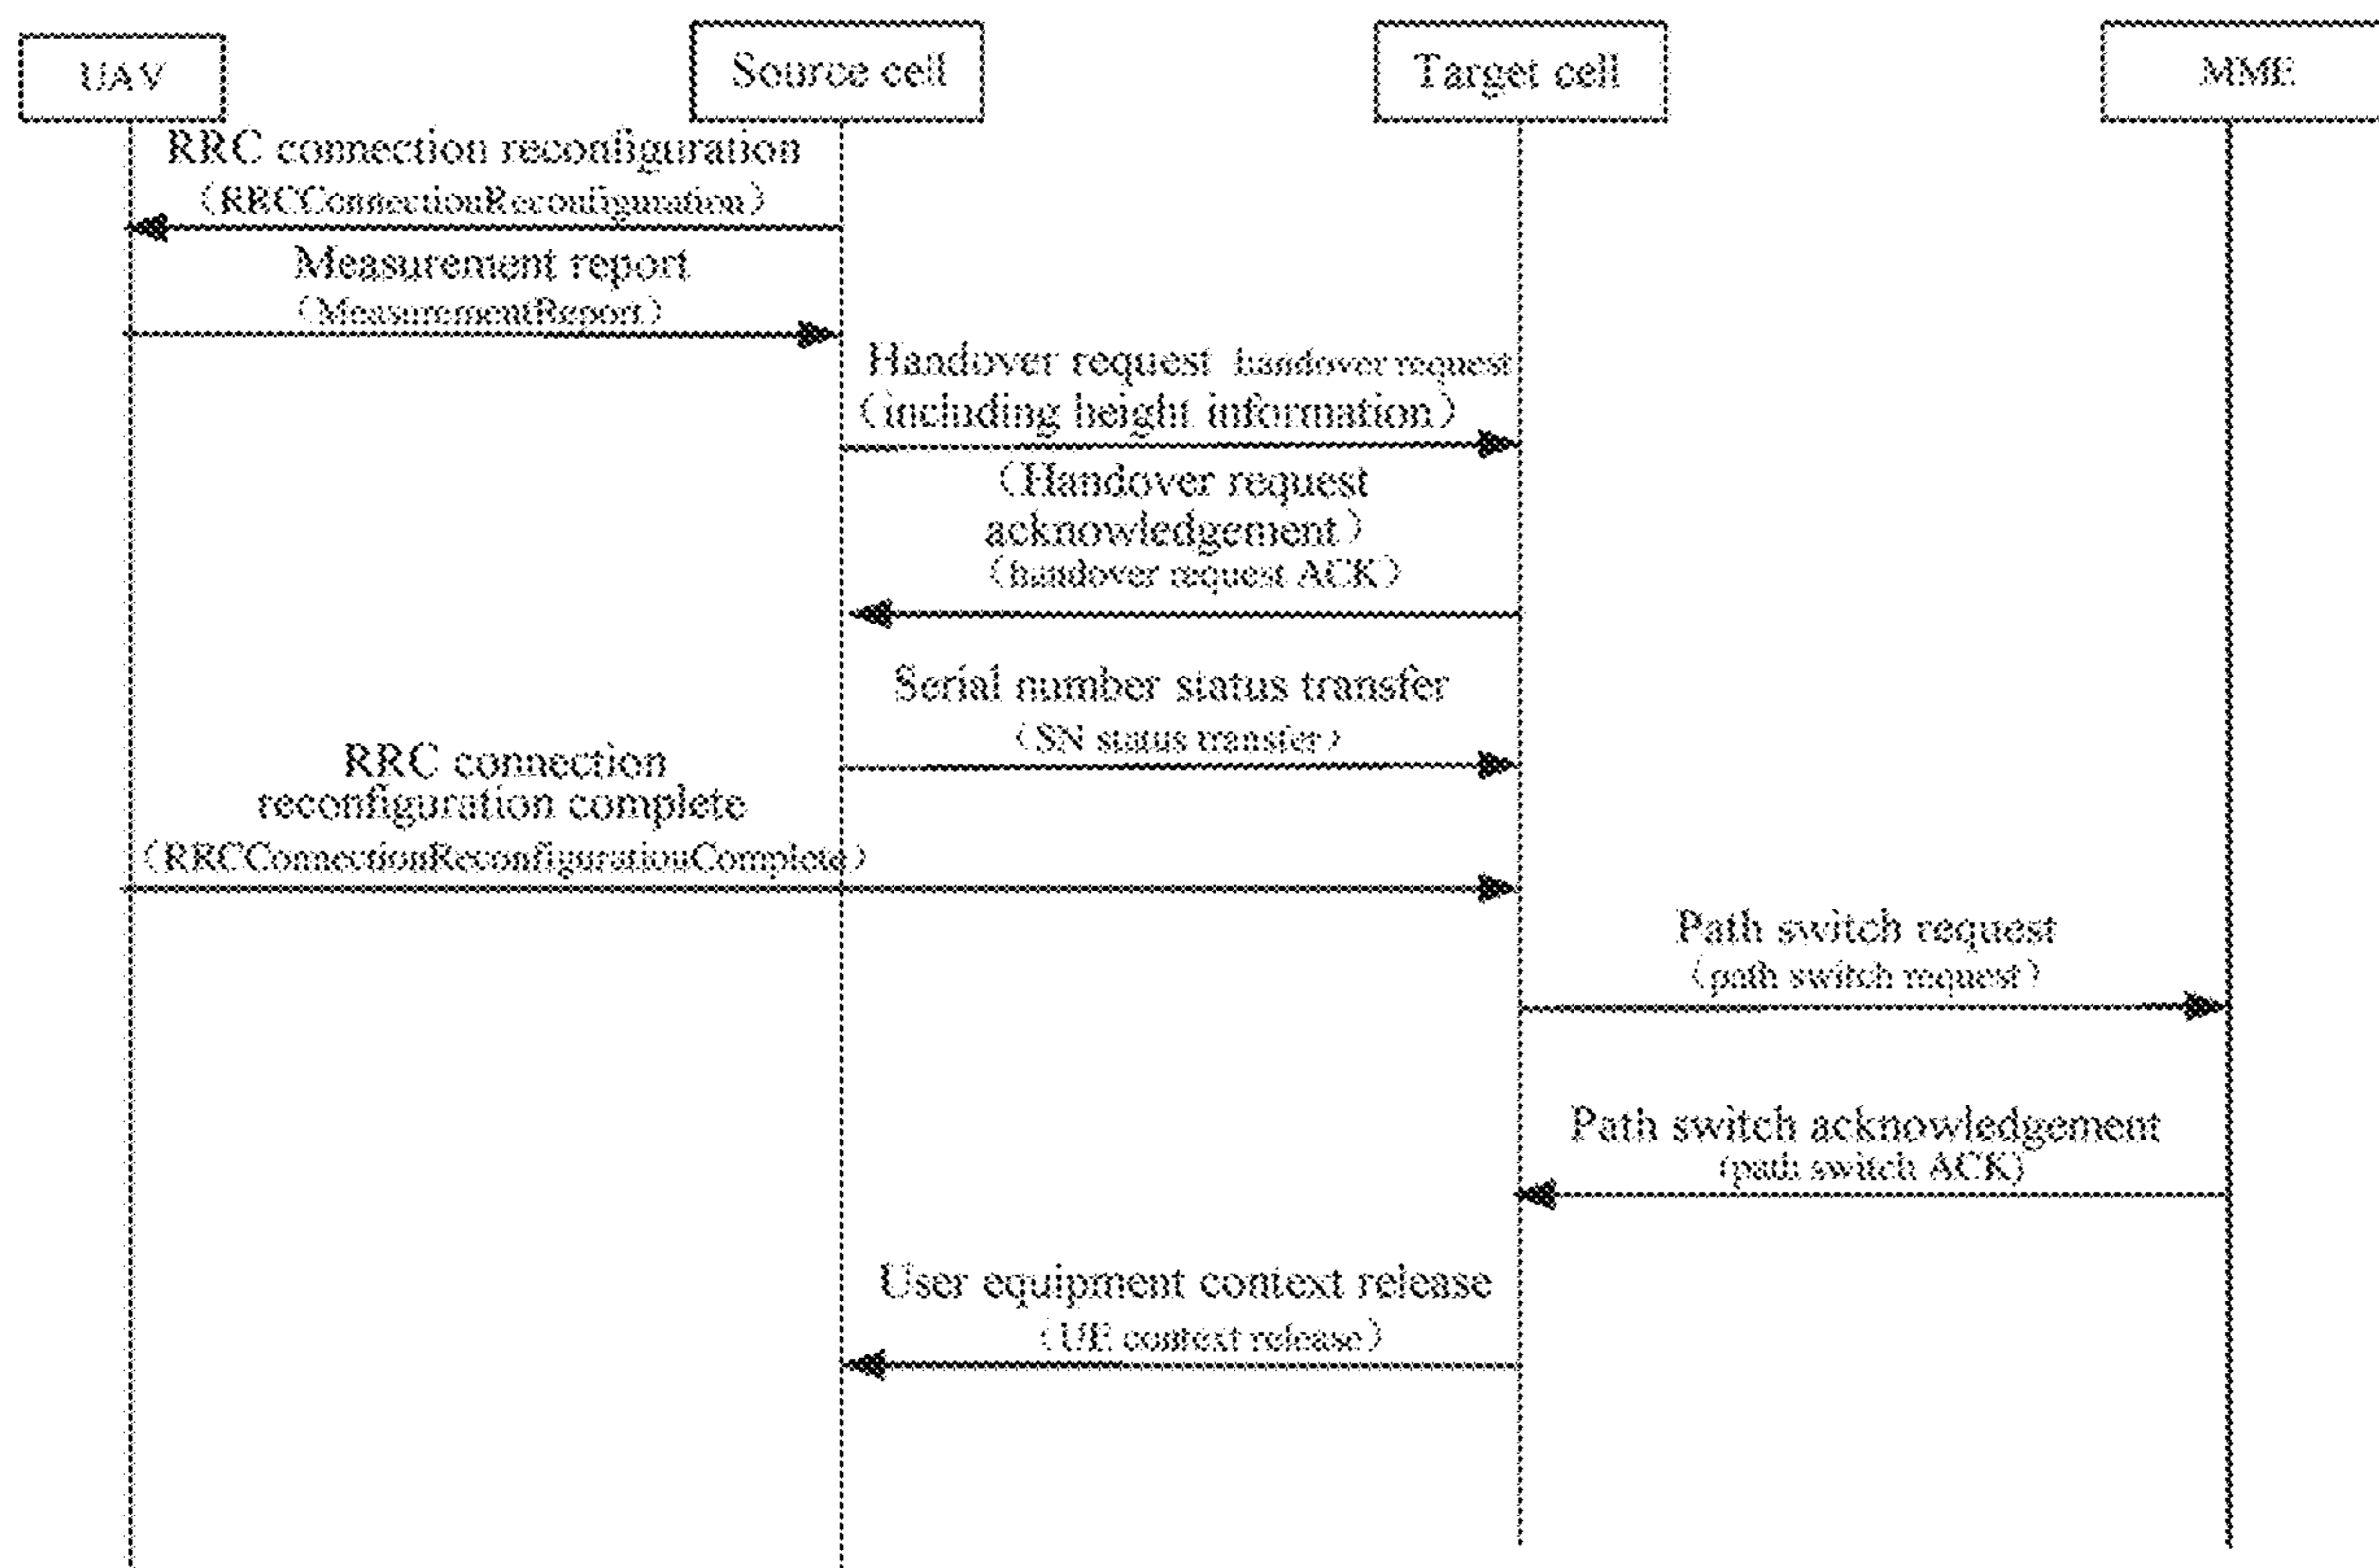 UAV
Source cell
Target cell
MME
RRC connection reconfiguration
(RRCConnectionReconfiguration)
Measurement report
(MeasurementReport)
Handover request handover request
(including height information)
(Handover request
acknowledgement)
(handover request ACK)
Serial number status transfer
(SN status transfer)
RRC connection
reconfiguration complete
(RRCConnectionReconfigurationComplete)
Path switch request
(path switch request)
Path switch acknowledgement
(path switch ACK)
User equipment context release
(UE context release)